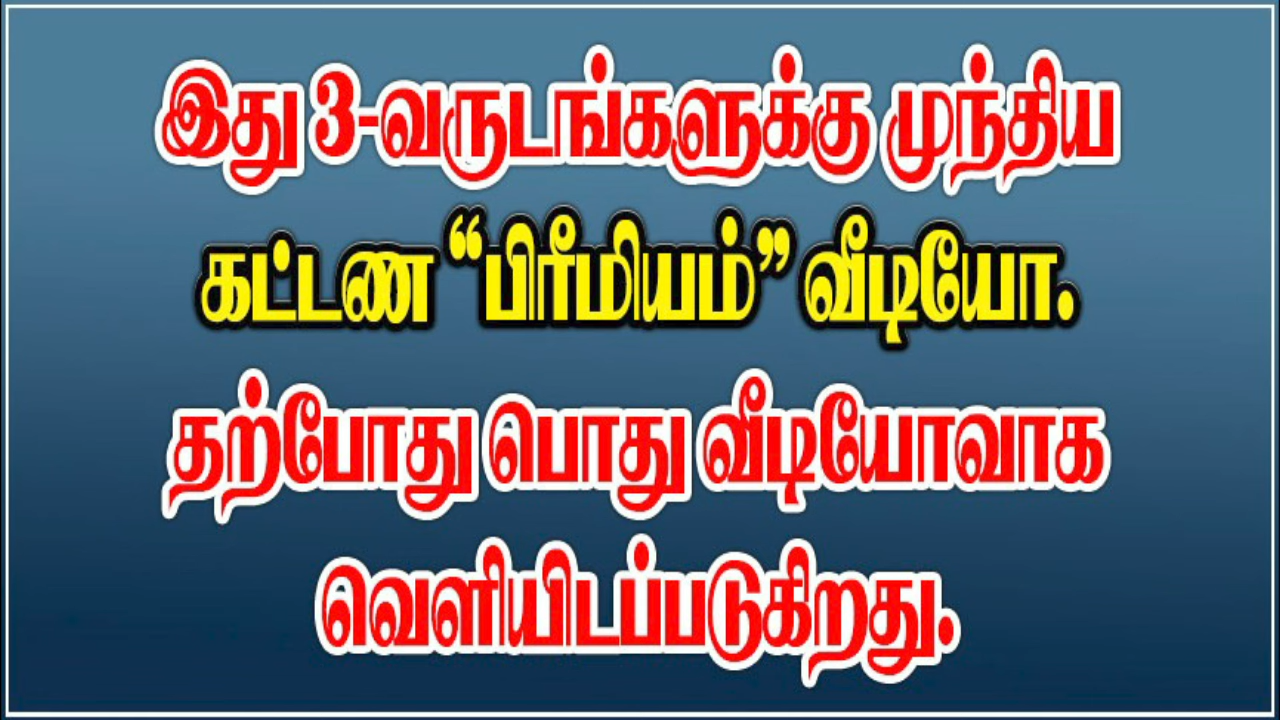 இது 3-வருடங்களுக்கு முந்திய
கட்டண “பிரீமியம்” வீடியோ.
தற்போது பொது வீடியோவாக
வெளியிடப்படுகிறது.